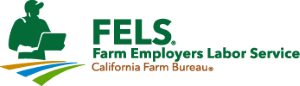 FELS®
Farm Employers Labor Service
California Farm Bureau®